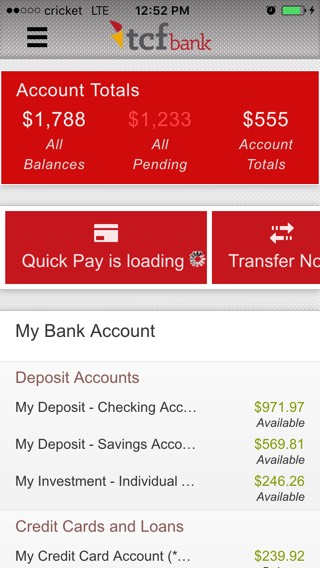 cricket LTE 12:52 PM
tcfbank
Account Totals
$1,788 $1,233 $555
All All Account
Balances Pending Totals
Quick Pay is loading Transfer No
My Bank Account
Deposit Accounts
My Deposit - Checking Acc… $971.97
Available
My Deposit - Savings Acco… $569.81
Available
My Investment - Individual … $246.26
Available
Credit Cards and Loans
My Credit Card Account (*… $239.92